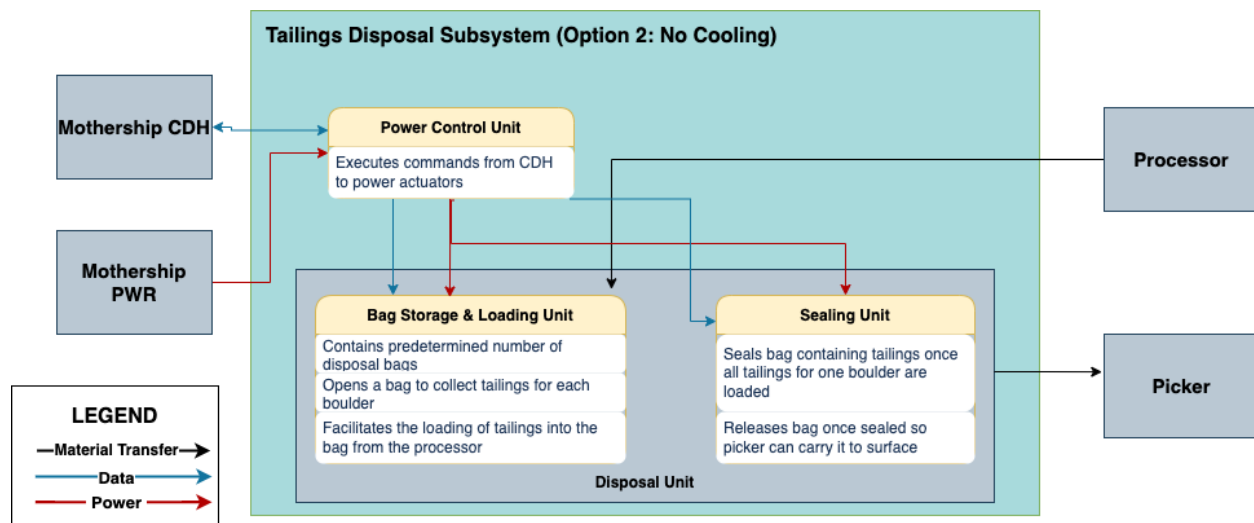 Tailings Disposal Subsystem (Option 2: No Cooling)
Mothership CDH
Mothership
PWR
Power Control Unit
Executes commands from CDH
to power actuators
Processor
Picker
Bag Storage & Loading Unit
Contains predetermined number of
disposal bags
Opens a bag to collect tailings for each
boulder
Facilitates the loading of tailings into the
bag from the processor
Sealing Unit
Seals bag containing tailings once
all tailings for one boulder are
loaded
Releases bag once sealed so
picker can carry it to surface
Disposal Unit
LEGEND
Material Transfer
Data
Power